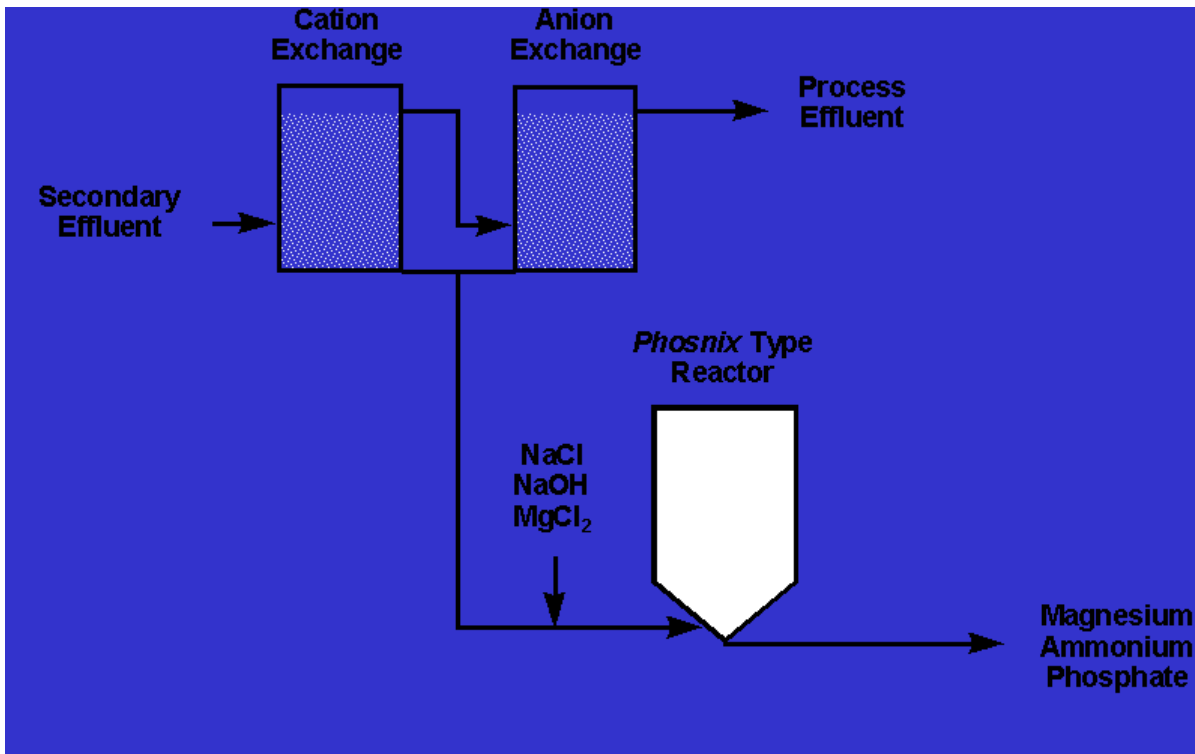 Cation
Exchange
Anion
Exchange
Process
Effluent
Secondary
Effluent
Phosnix Type
Reactor
NaCl
NaOH
MgCl₂
Magnesium
Ammonium
Phosphate